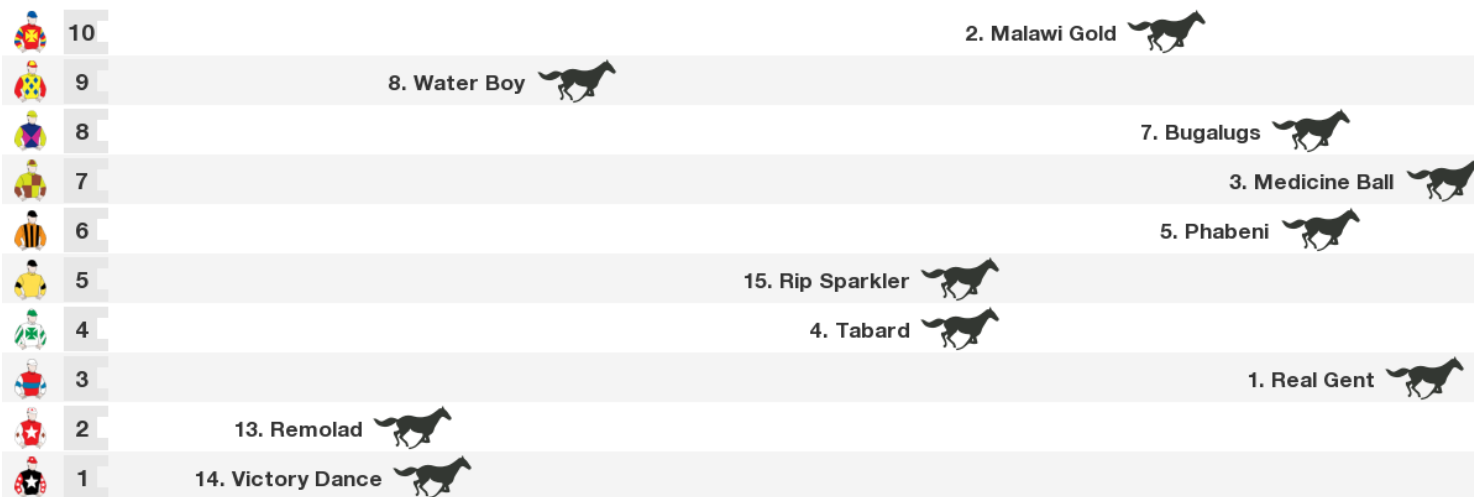 10 2. Malawi Gold
9 8. Water Boy
8 7. Bugalugs
7 3. Medicine Ball
6 5. Phabeni
5 15. Rip Sparkler
4 4. Tabard
3 1. Real Gent
2 13. Remolad
1 14. Victory Dance